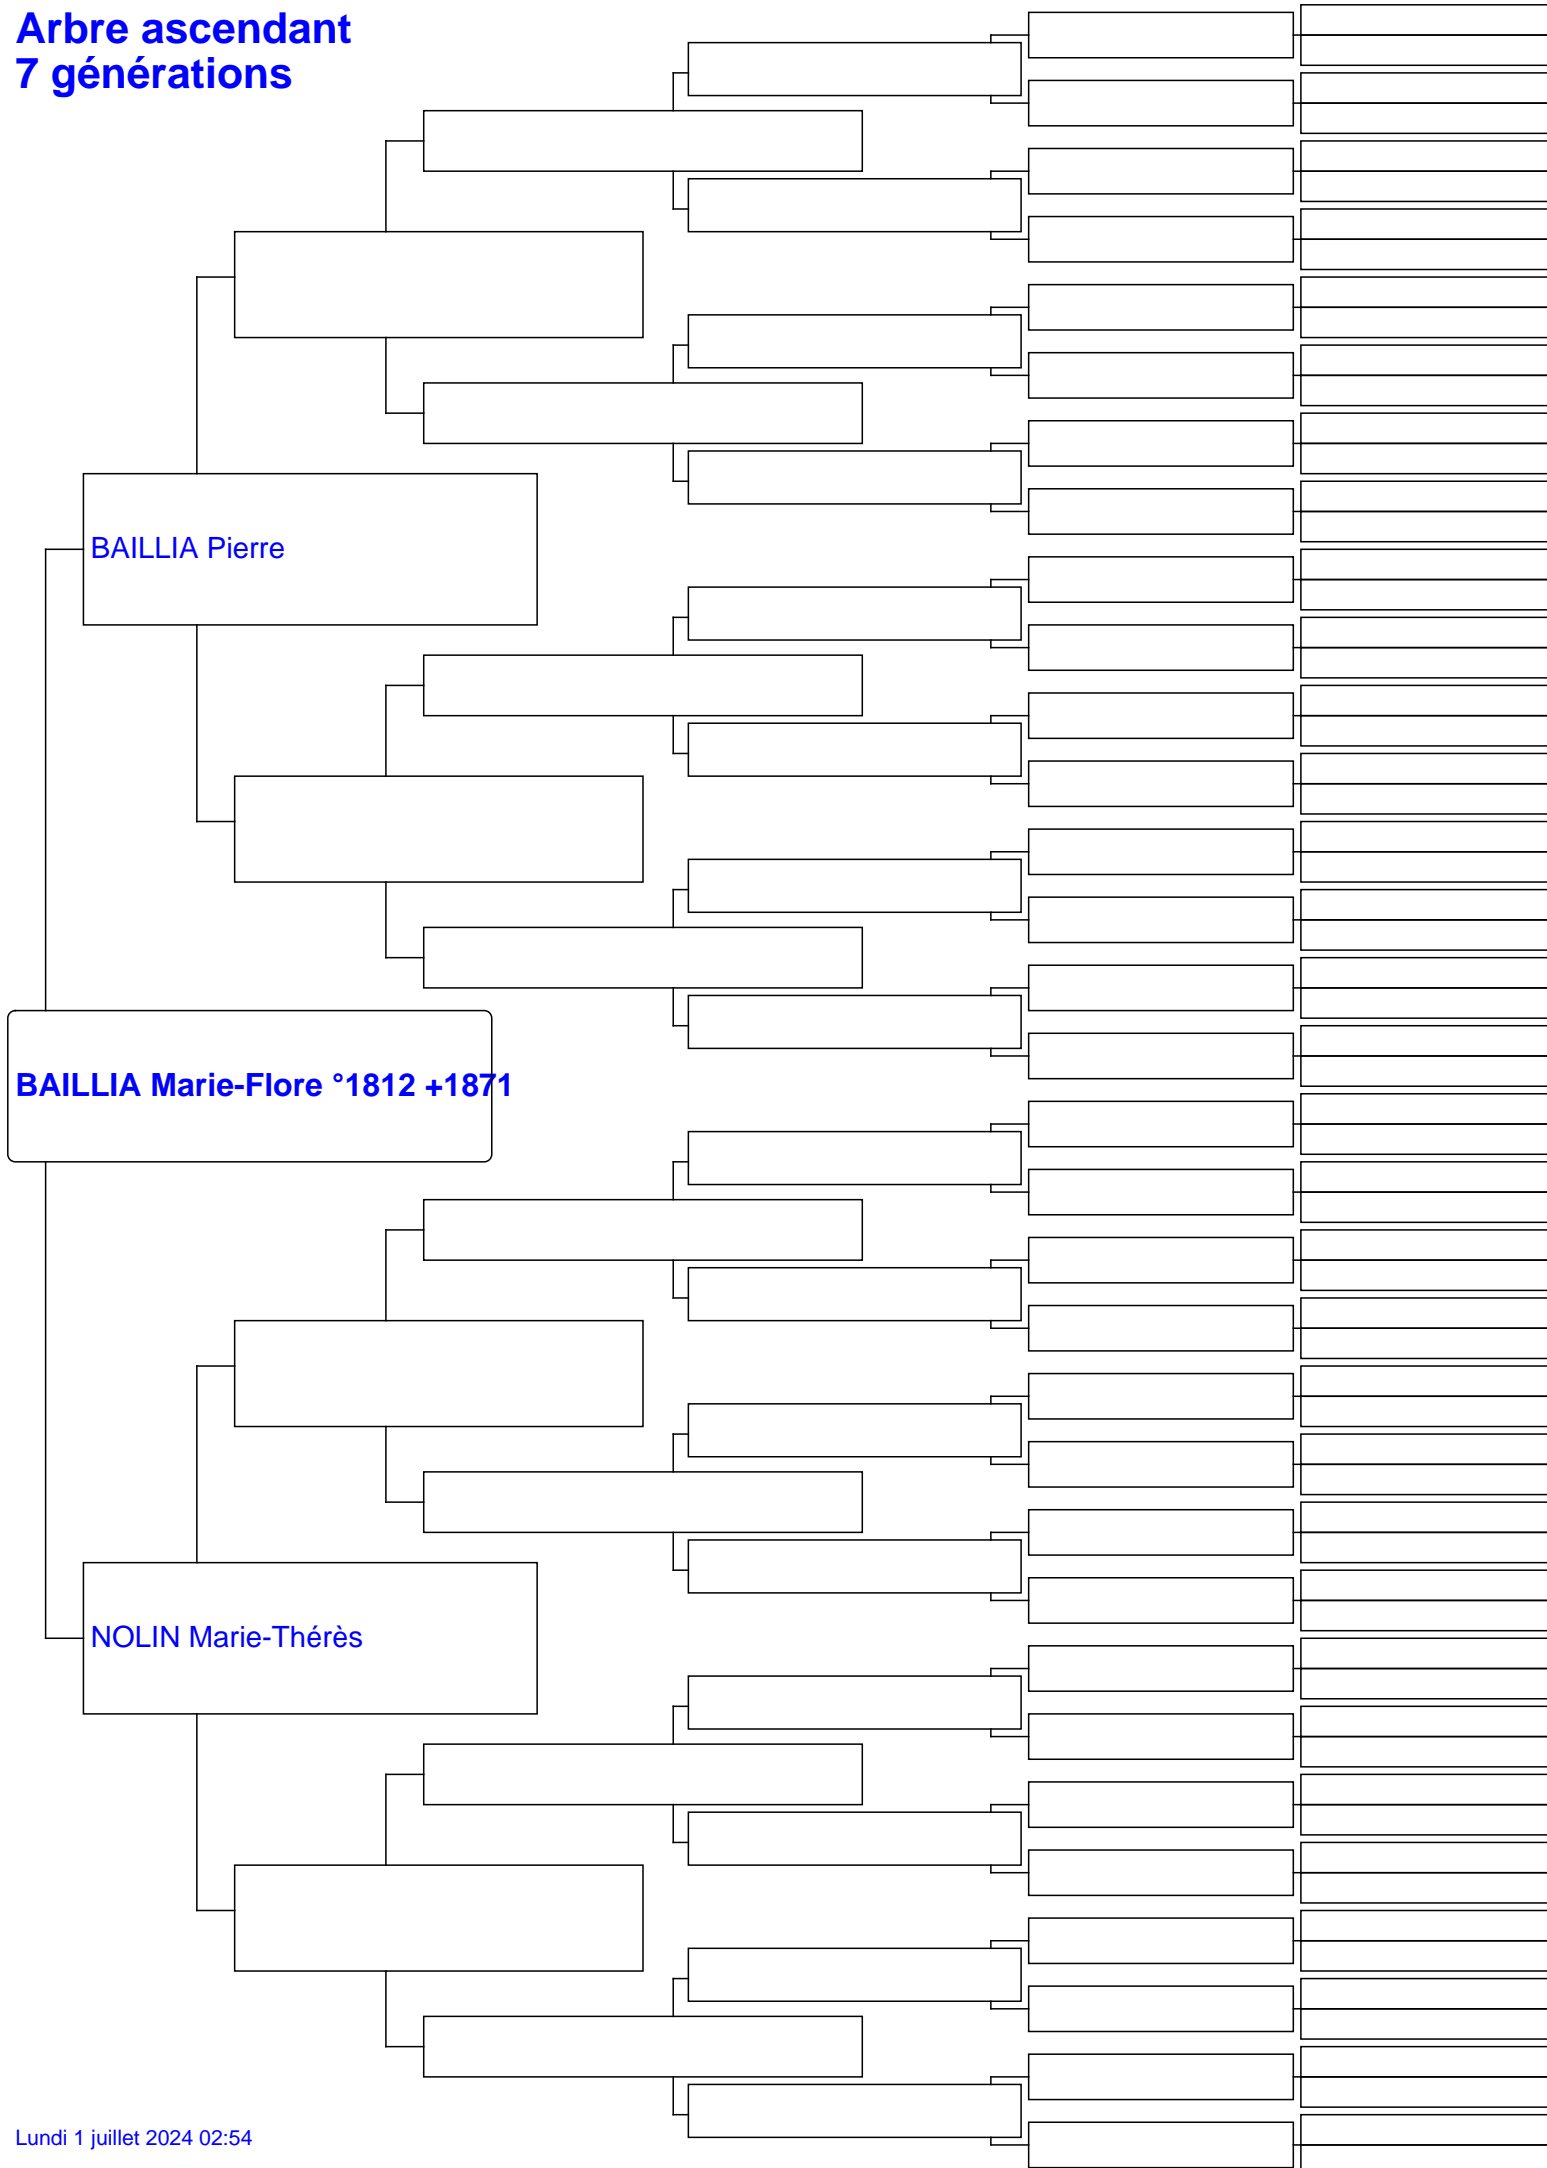 Arbre ascendant
7 générations
BAILLIA Pierre
BAILLIA Marie-Flore °1812 +1871
NOLIN Marie-Thérès
Lundi 1 juillet 2024 02:54